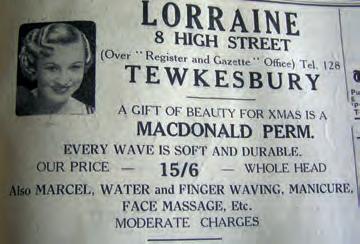 LORRAINE
8 HIGH STREET
(Over "Register and Gazette" Office) Tel. 128
TEWKESBURY
A GIFT OF BEAUTY FOR XMAS IS A
MACDONALD PERM.
EVERY WAVE IS SOFT AND DURABLE.
OUR PRICE — 15/6 — WHOLE HEAD
Also MARCEL, WATER and FINGER WAVING, MANICURE,
FACE MASSAGE, Etc.
MODERATE CHARGES